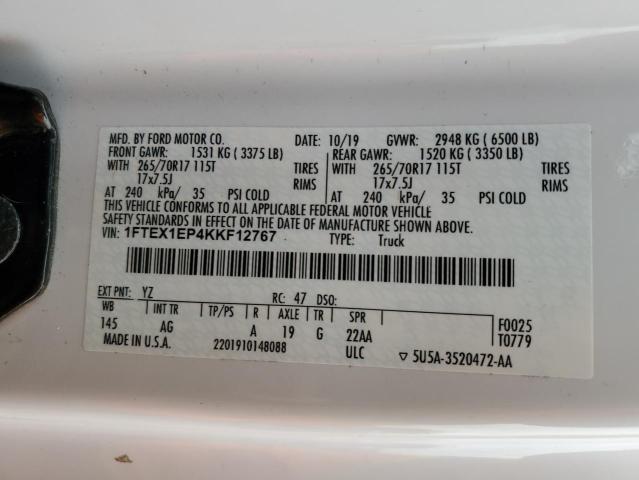 MFD. BY FORD MOTOR CO. DATE: 10/19 GVWR: 2948 KG ( 6500 LB)
FRONT GAWR: 1531 KG ( 3375 LB) REAR GAWR: 1520 KG ( 3350 LB)
WITH 265/70R17 115T TIRES WITH 265/70R17 115T TIRES
17x7.5J RIMS 17x7.5J RIMS
AT 240 kPa/ 35 PSI COLD AT 240 kPa/ 35 PSI COLD
THIS VEHICLE CONFORMS TO ALL APPLICABLE FEDERAL MOTOR VEHICLE
SAFETY STANDARDS IN EFFECT ON THE DATE OF MANUFACTURE SHOWN ABOVE.
VIN: 1FTEX1EP4KKF12767 TYPE: Truck
EXT PNT: YZ RC: 47 DSO:
WB INT TR TP/PS R AXLE TR SPR F0025
145 AG A 19 G 22AA T0779
MADE IN U.S.A. 2201910148088 ULC ▽ 5U5A-3520472-AA